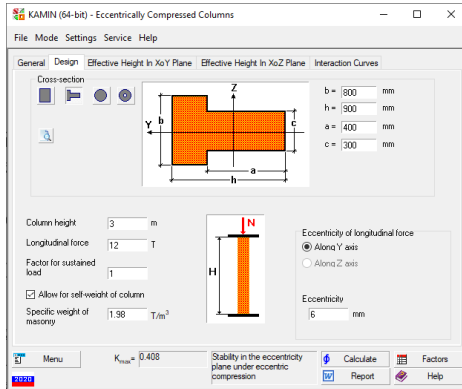 KAMIN (64-bit) - Eccentrically Compressed Columns
File Mode Settings Service Help
General Design Effective Height In XoY Plane Effective Height In XoZ Plane Interaction Curves
Cross-section
Z
Y
b
c
a
h
b = 800 mm
h = 900 mm
a = 400 mm
c = 300 mm
Column height 3 m
Longitudinal force 12 T
Factor for sustained
load 1
Allow for self-weight of column
Specific weight of
masonry 1.98 T/m³
N
H
Eccentricity of longitudinal force
Along Y axis
Along Z axis
Eccentricity
6 mm
Menu
Kmax= 0.408
Stability in the eccentricity
plane under eccentric
compression
Calculate
Factors
W Report
Help
2020